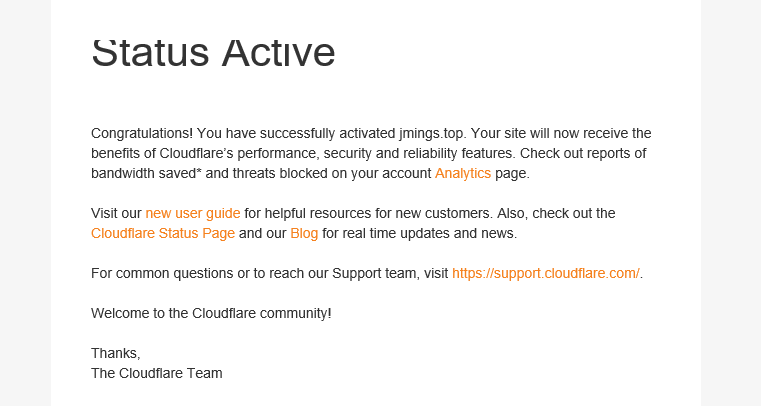 Status Active
Congratulations! You have successfully activated jmings.top. Your site will now receive the
benefits of Cloudflare's performance, security and reliability features. Check out reports of
bandwidth saved* and threats blocked on your account Analytics page.
Visit our new user guide for helpful resources for new customers. Also, check out the
Cloudflare Status Page and our Blog for real time updates and news.
For common questions or to reach our Support team, visit https://support.cloudflare.com/.
Welcome to the Cloudflare community!
Thanks,
The Cloudflare Team